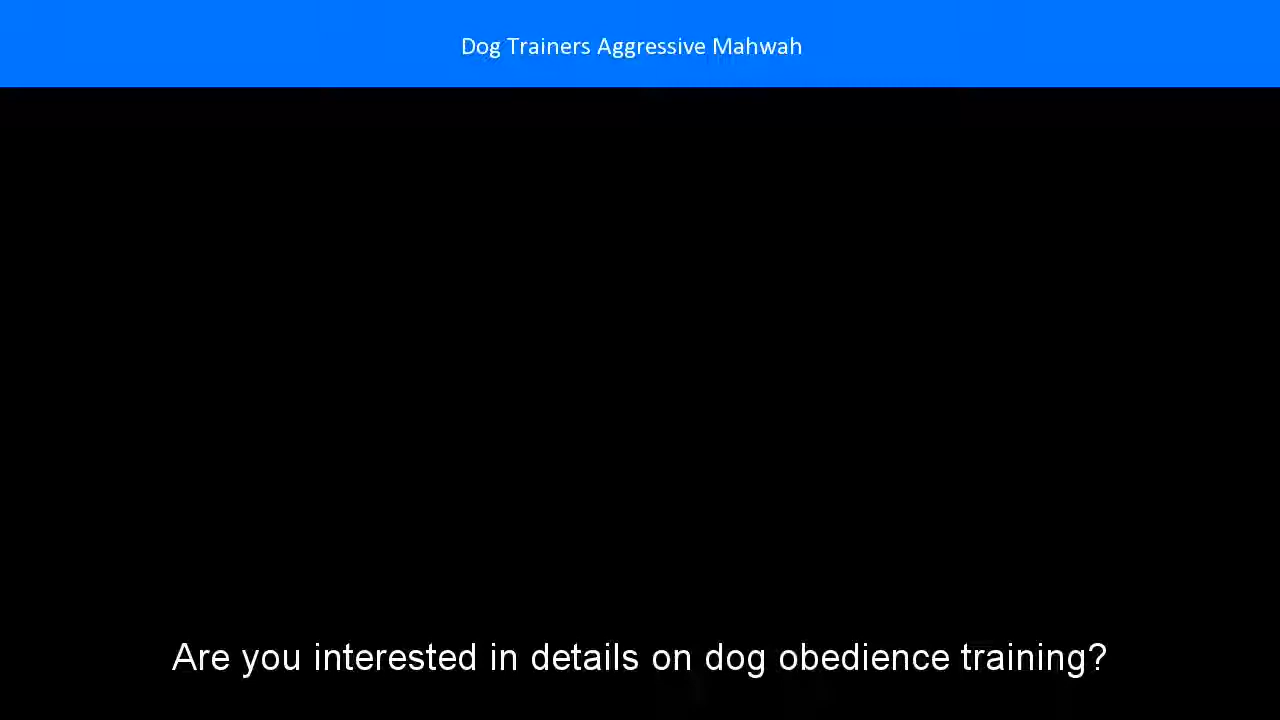 Dog Trainers Aggressive Mahwah
Are you interested in details on dog obedience training?